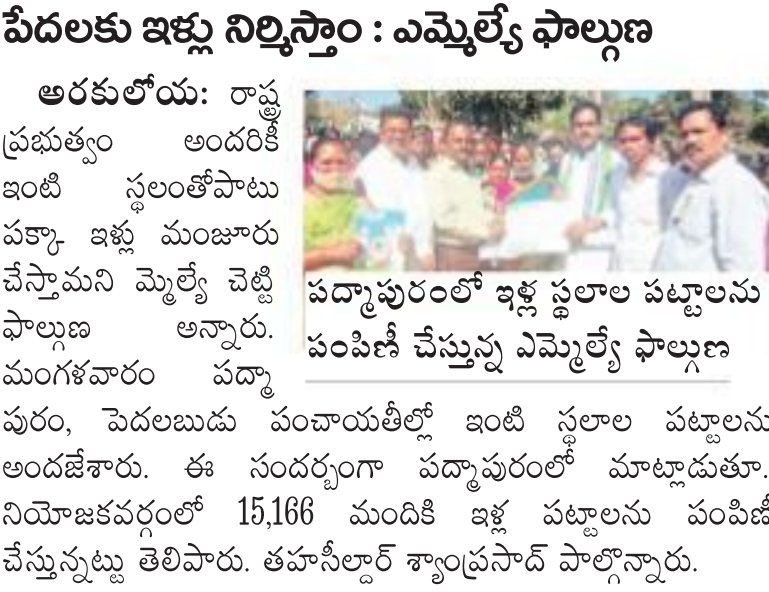 పేదలకు ఇళ్లు నిర్మిస్తాం : ఎమ్మెల్యే ఫాల్గుణ
అరకులోయ: రాష్ట్ర
ప్రభుత్వం అందరికీ
ఇంటి స్థలంతోపాటు
పక్కా ఇళ్లు మంజూరు
చేస్తామని మ్మెల్యే చెట్టి
ఫాల్గుణ అన్నారు.
మంగళవారం పద్మా
పురం, పెదలబుడు పంచాయతీల్లో ఇంటి స్థలాల పట్టాలను
అందజేశారు. ఈ సందర్భంగా పద్మాపురంలో మాట్లాడుతూ.
నియోజకవర్గంలో 15,166 మందికి ఇళ్ల పట్టాలను పంపిణీ
చేస్తున్నట్టు తెలిపారు. తహసీల్దార్ శ్యాంప్రసాద్ పాల్గొన్నారు.
పద్మాపురంలో ఇళ్ల స్థలాల పట్టాలను
పంపిణీ చేస్తున్న ఎమ్మెల్యే ఫాల్గుణ